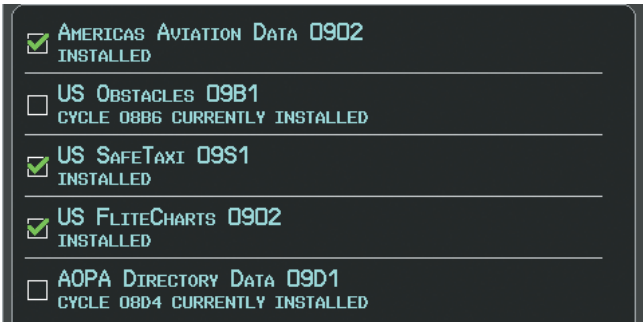 Americas Aviation Data 0902
INSTALLED
US Obstacles 09B1
CYCLE 08B6 CURRENTLY INSTALLED
US SafeTaxi 09S1
INSTALLED
US FliteCharts 0902
INSTALLED
AOPA Directory Data 09D1
CYCLE 08D4 CURRENTLY INSTALLED